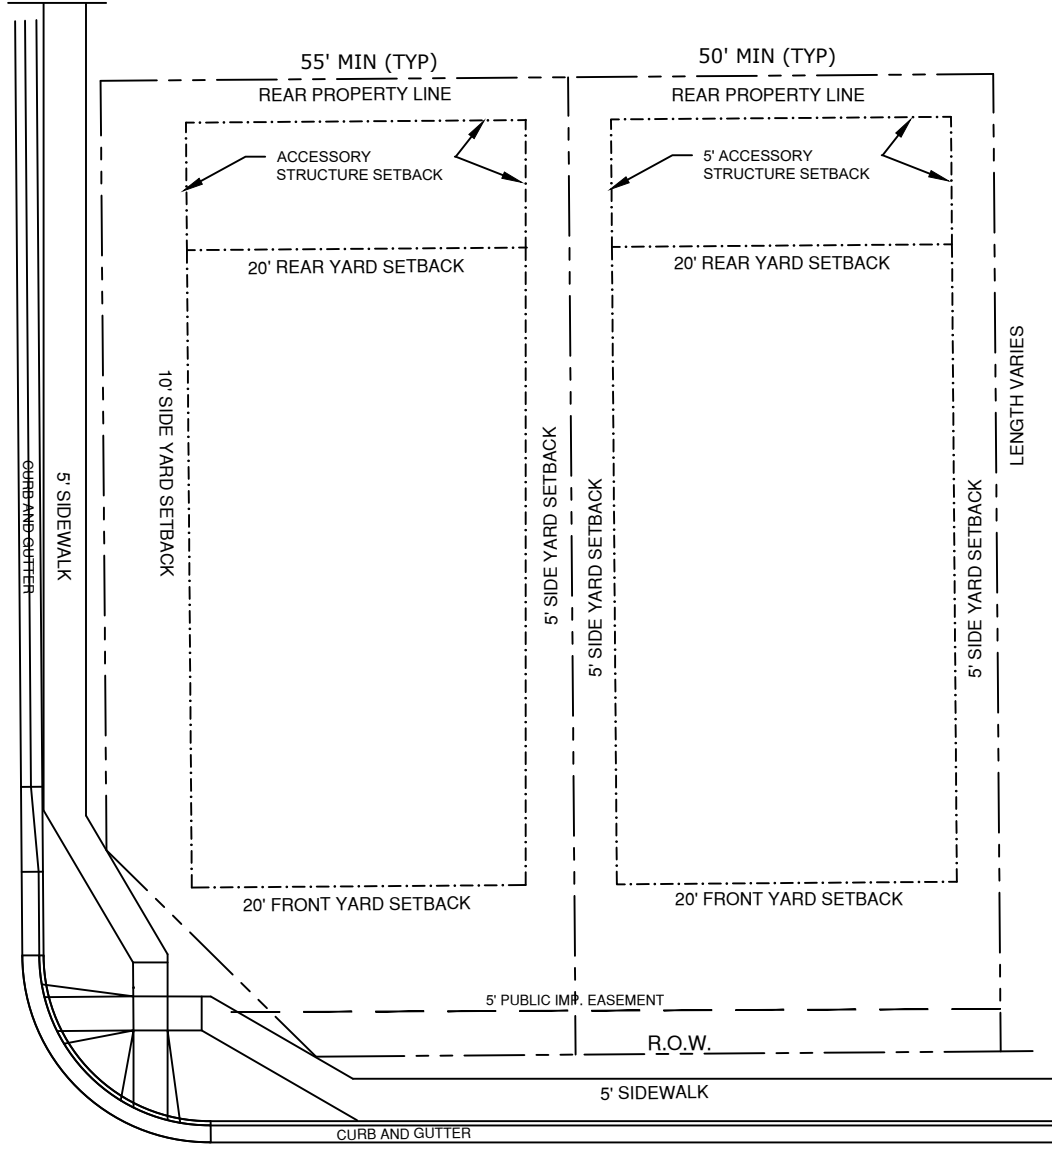 55' MIN (TYP)
50' MIN (TYP)
REAR PROPERTY LINE
REAR PROPERTY LINE
ACCESSORY
STRUCTURE SETBACK
5' ACCESSORY
STRUCTURE SETBACK
20' REAR YARD SETBACK
20' REAR YARD SETBACK
LENGTH VARIES
10' SIDE YARD SETBACK
5' SIDE YARD SETBACK
5' SIDE YARD SETBACK
5' SIDE YARD SETBACK
CURB AND GUTTER
5' SIDEWALK
20' FRONT YARD SETBACK
20' FRONT YARD SETBACK
5' PUBLIC IMP. EASEMENT
R.O.W.
5' SIDEWALK
CURB AND GUTTER